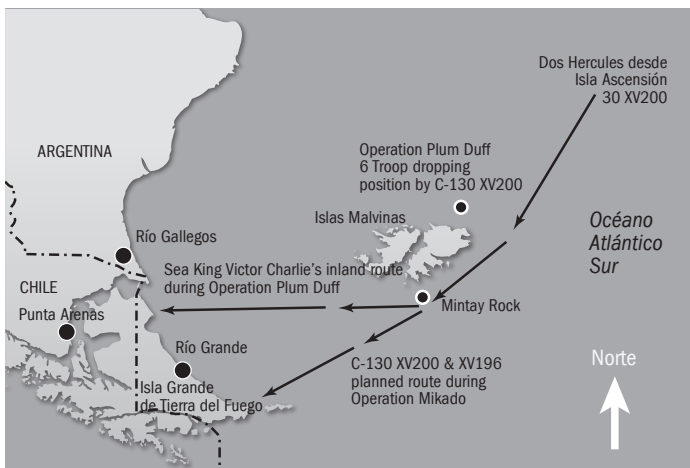 Dos Hercules desde
Isla Ascensión
30 XV200
ARGENTINA
Operation Plum Duff
6 Troop dropping
position by C-130 XV200
Islas Malvinas
Océano
Atlántico
Sur
Río Gallegos
Sea King Victor Charlie's inland route
during Operation Plum Duff
CHILE
Punta Arenas
Mintay Rock
Río Grande
Isla Grande
de Tierra del Fuego
C-130 XV200 & XV196
planned route during
Operation Mikado
Norte